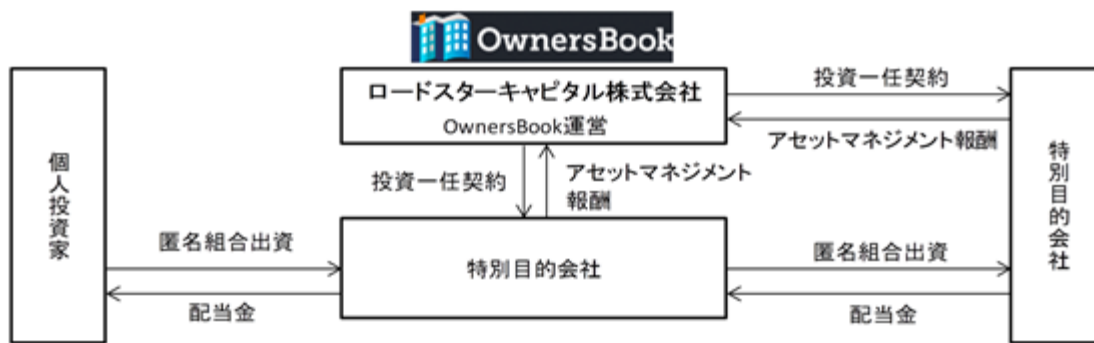 OwnersBook
ロードスターキャピタル株式会社
OwnersBook運営
投資一任契約
アセットマネジメント報酬
個人投資家
投資一任契約
アセットマネジメント
報酬
特別目的会社
匿名組合出資
配当金
特別目的会社
匿名組合出資
配当金